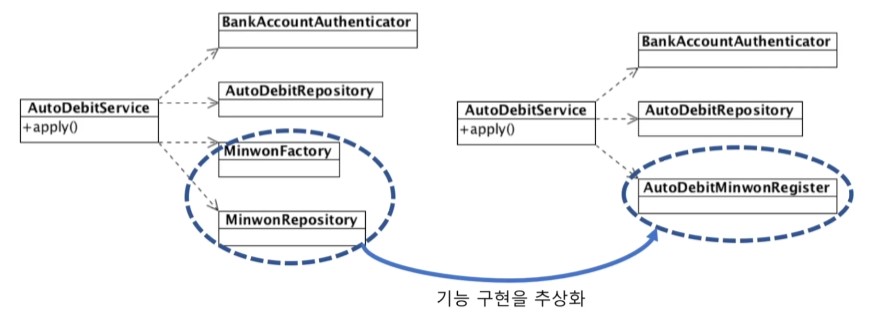 BankAccountAuthenticator
AutoDebitRepository
AutoDebitService
+apply()
MinwonFactory
MinwonRepository
BankAccountAuthenticator
AutoDebitService
+apply()
AutoDebitRepository
AutoDebitMinwonRegister
기능 구현을 추상화